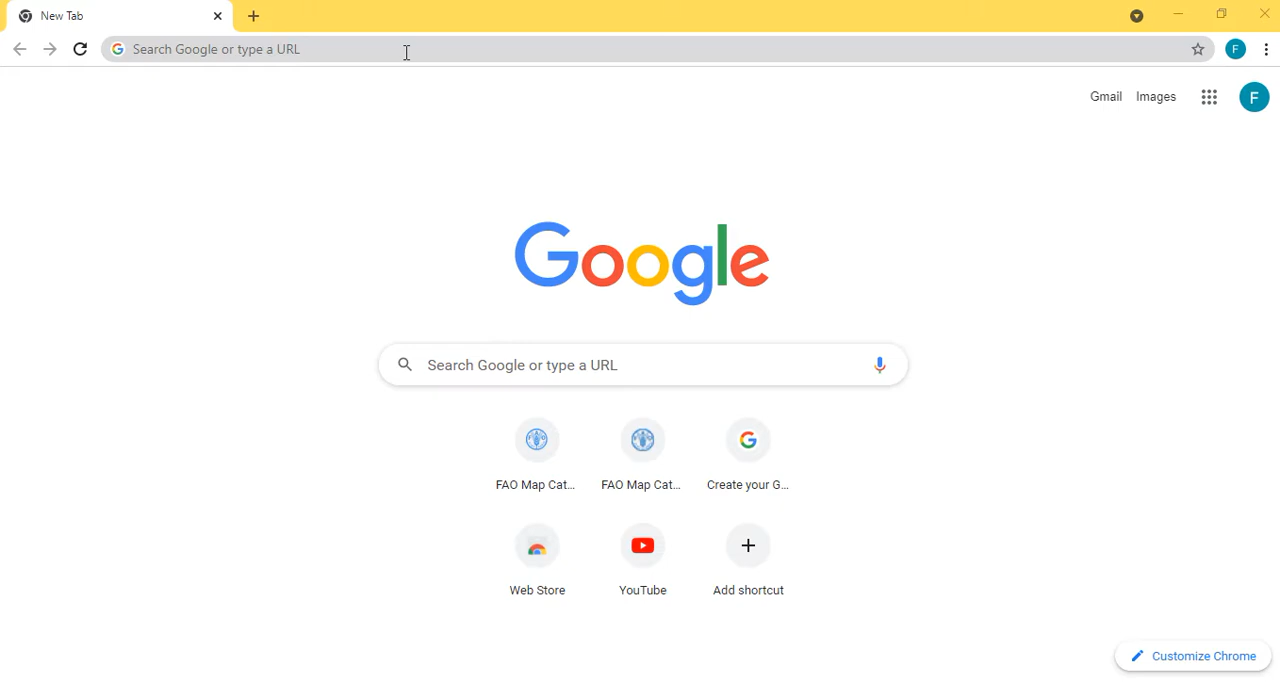 New Tab
Search Google or type a URL
F
Gmail Images F
Google
Search Google or type a URL
FAO Map Cat... FAO Map Cat... Create your G...
Web Store YouTube Add shortcut
Customize Chrome